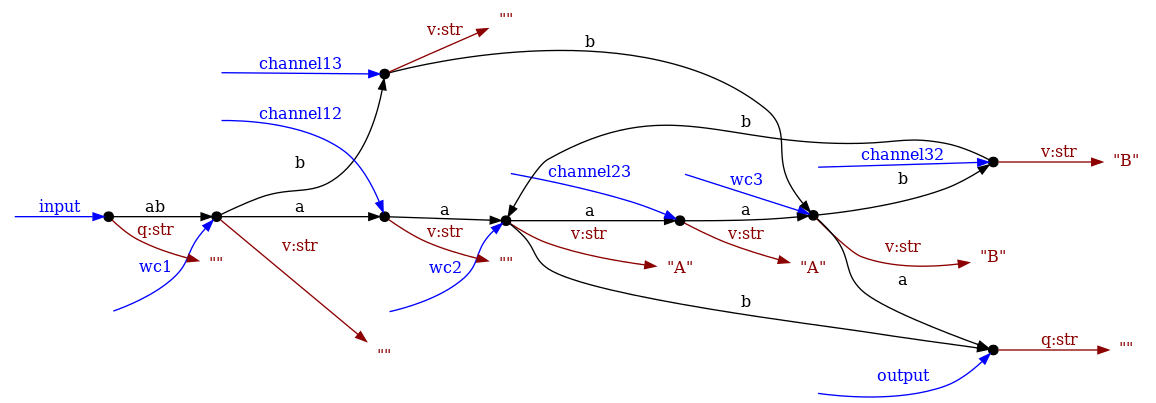 v:str
""
b
channel13
channel12
b
b
channel32
v:str
"B"
channel23
wc3
b
input
ab
a
a
a
a
q:str
""
v:str
v:str
""
v:str
"A"
v:str
"A"
v:str
"B"
wc1
wc2
a
b
""
q:str
""
output